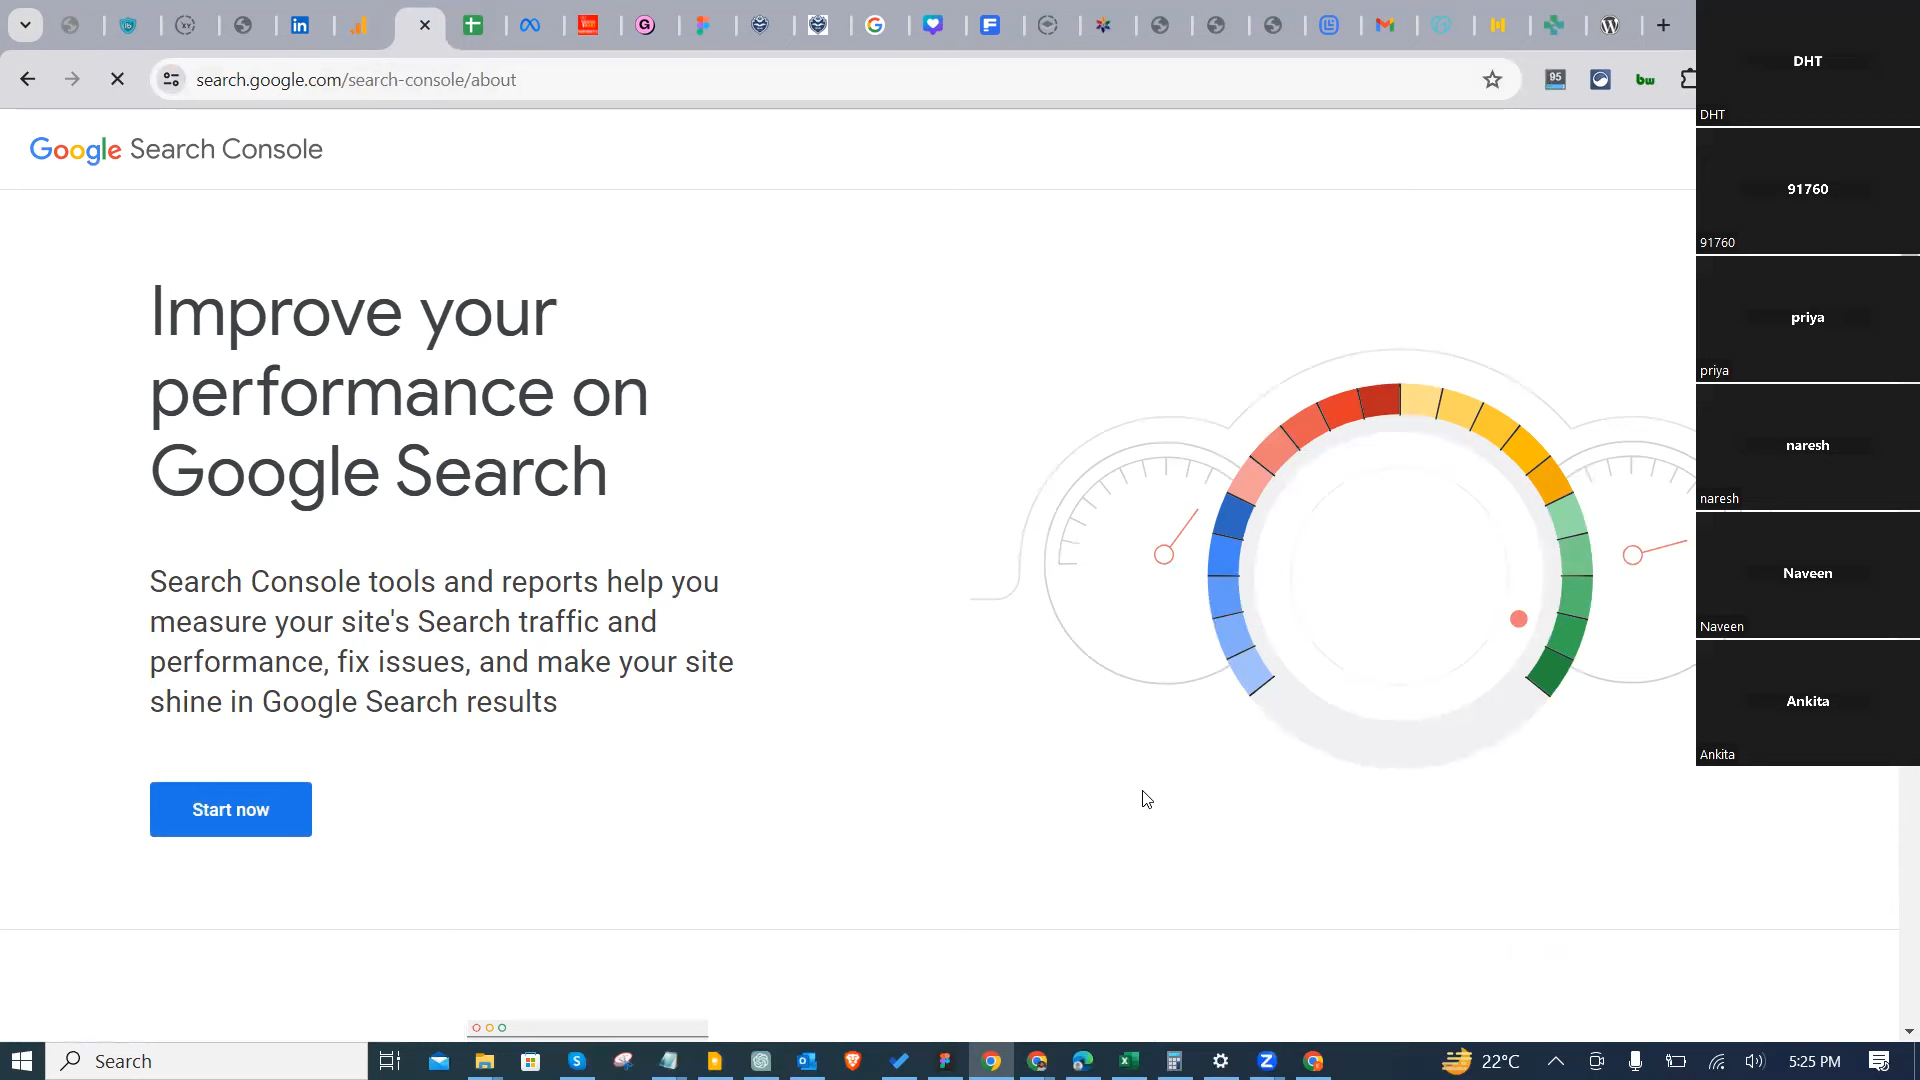 search.google.com/search-console/about
95
bw
Google Search Console
Improve your
performance on
Google Search
Search Console tools and reports help you
measure your site's Search traffic and
performance, fix issues, and make your site
shine in Google Search results
Start now
DHT
DHT
91760
91760
priya
priya
naresh
naresh
Naveen
Naveen
Ankita
Ankita
Search
22°C
5:25 PM